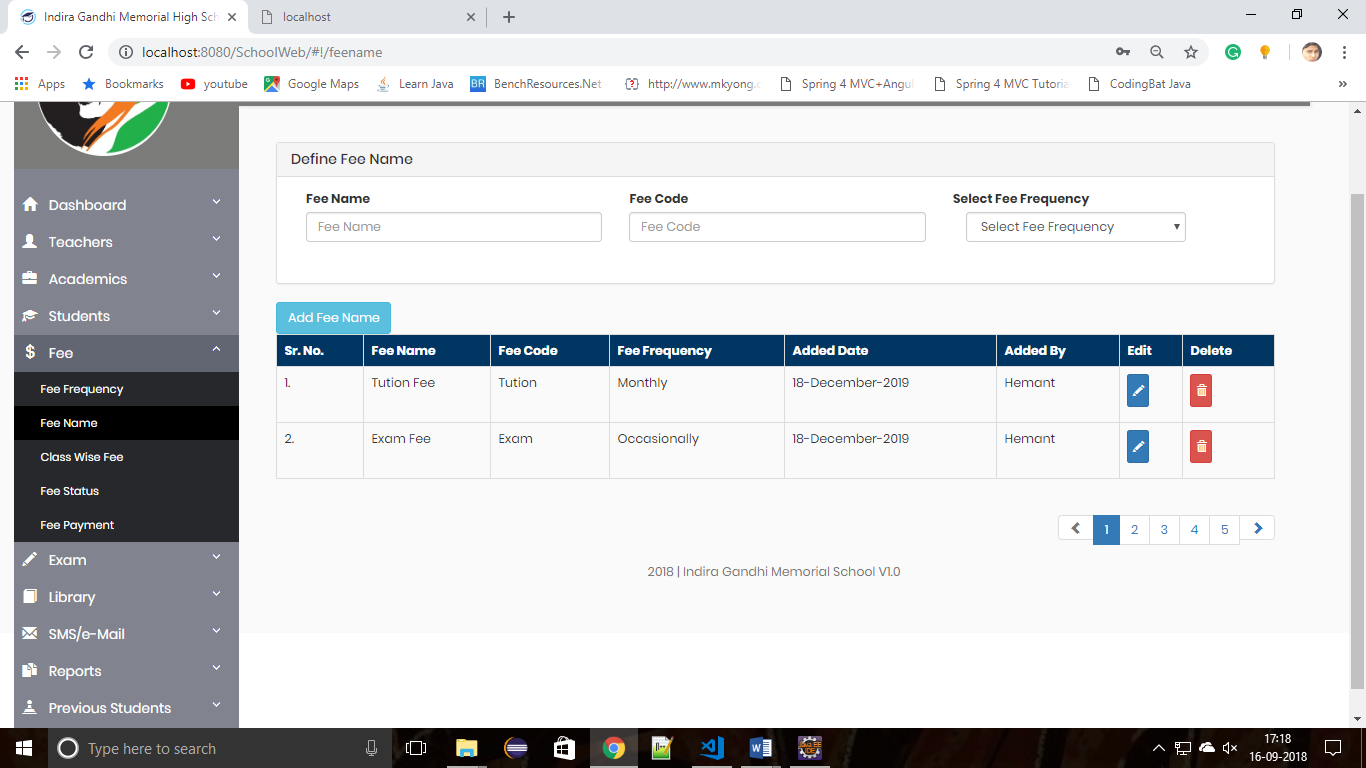 Indira Gandhi Memorial High Sch
localhost
localhost:8080/SchoolWeb/#!/feename
Apps
Bookmarks
youtube
Google Maps
Learn Java
BR
BenchResources.Net
http://www.mkyong.c
Spring 4 MVC+Angul
Spring 4 MVC Tutoria
CodingBat Java
Dashboard
Teachers
Academics
Students
Fee
Fee Frequency
Fee Name
Class Wise Fee
Fee Status
Fee Payment
Exam
Library
SMS/e-Mail
Reports
Previous Students
Define Fee Name
Fee Name Fee Code Select Fee Frequency
Fee Name Fee Code Select Fee Frequency
Add Fee Name
Sr. No. Fee Name Fee Code Fee Frequency Added Date Added By Edit Delete
1. Tution Fee Tution Monthly 18-December-2019 Hemant
2. Exam Fee Exam Occasionally 18-December-2019 Hemant
1 2 3 4 5
2018 | Indira Gandhi Memorial School V1.0
Type here to search
17:18
16-09-2018